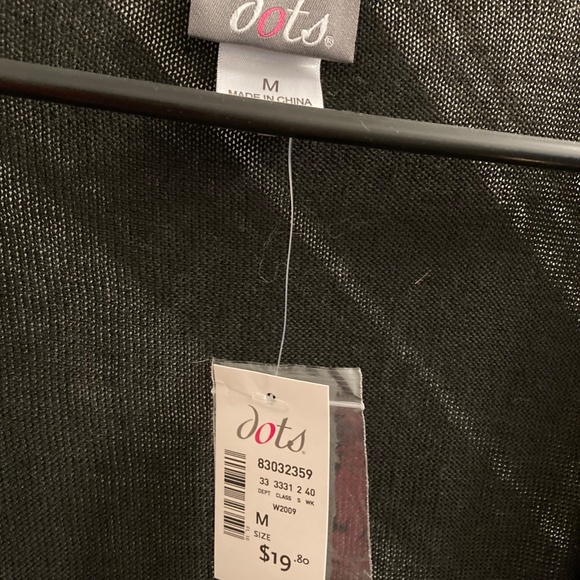 dots®
M
MADE IN CHINA
dots
83032359
33 3331 2 40
DEPT CLASS S WK
W2009
M
SIZE
$19.80